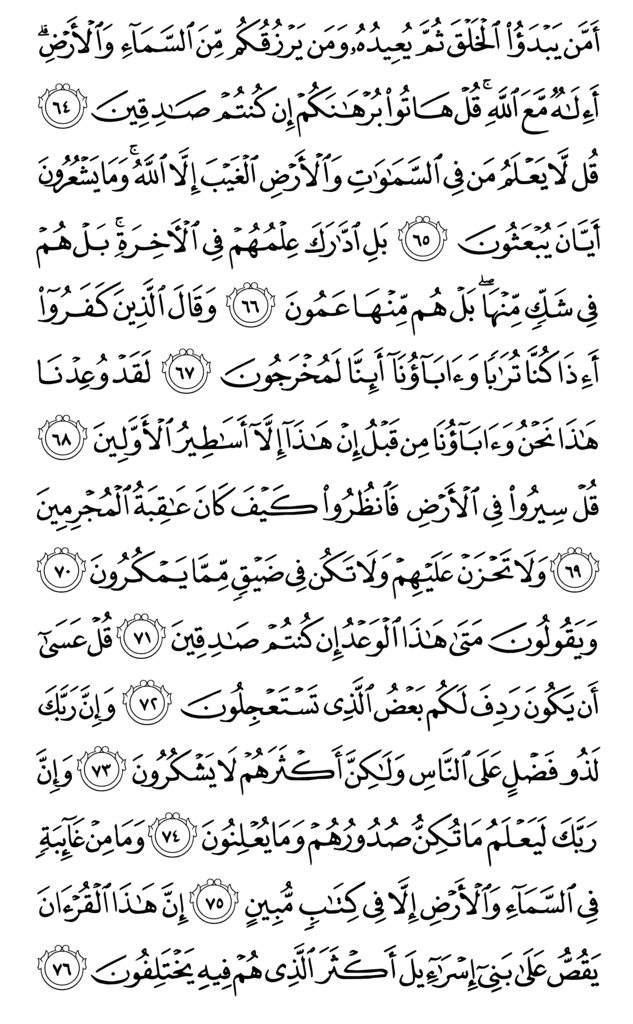 أَمَّن يَبْدَؤُا۟ ٱلْخَلْقَ ثُمَّ يُعِيدُهُۥ وَمَن يَرْزُقُكُم مِّنَ ٱلسَّمَآءِ وَٱلْأَرْضِ ۗ
أَءِلَـٰهٌ مَّعَ ٱللَّهِ ۚ قُلْ هَاتُوا۟ بُرْهَـٰنَكُمْ إِن كُنتُمْ صَـٰدِقِينَ ٦٤
قُل لَّا يَعْلَمُ مَن فِى ٱلسَّمَـٰوَٰتِ وَٱلْأَرْضِ ٱلْغَيْبَ إِلَّا ٱللَّهُ ۚ وَمَا يَشْعُرُونَ
أَيَّانَ يُبْعَثُونَ ٦٥ بَلِ ٱدَّٰرَكَ عِلْمُهُمْ فِى ٱلْـَٔاخِرَةِ ۚ بَلْ هُمْ
فِى شَكٍّ مِّنْهَا ۖ بَلْ هُم مِّنْهَا عَمُونَ ٦٦ وَقَالَ ٱلَّذِينَ كَفَرُوٓا۟
أَءِذَا كُنَّا تُرَٰبًا وَءَابَآؤُنَآ أَئِنَّا لَمُخْرَجُونَ ٦٧ لَقَدْ وُعِدْنَا
هَـٰذَا نَحْنُ وَءَابَآؤُنَا مِن قَبْلُ إِنْ هَـٰذَآ إِلَّآ أَسَـٰطِيرُ ٱلْأَوَّلِينَ ٦٨
قُلْ سِيرُوا۟ فِى ٱلْأَرْضِ فَٱنظُرُوا۟ كَيْفَ كَانَ عَـٰقِبَةُ ٱلْمُجْرِمِينَ
٦٩ وَلَا تَحْزَنْ عَلَيْهِمْ وَلَا تَكُن فِى ضَيْقٍ مِّمَّا يَمْكُرُونَ ٧٠
وَيَقُولُونَ مَتَىٰ هَـٰذَا ٱلْوَعْدُ إِن كُنتُمْ صَـٰدِقِينَ ٧١ قُلْ عَسَىٰٓ
أَن يَكُونَ رَدِفَ لَكُم بَعْضُ ٱلَّذِى تَسْتَعْجِلُونَ ٧٢ وَإِنَّ رَبَّكَ
لَذُو فَضْلٍ عَلَى ٱلنَّاسِ وَلَـٰكِنَّ أَكْثَرَهُمْ لَا يَشْكُرُونَ ٧٣ وَإِنَّ
رَبَّكَ لَيَعْلَمُ مَا تُكِنُّ صُدُورُهُمْ وَمَا يُعْلِنُونَ ٧٤ وَمَا مِنْ غَآئِبَةٍ
فِى ٱلسَّمَآءِ وَٱلْأَرْضِ إِلَّا فِى كِتَـٰبٍ مُّبِينٍ ٧٥ إِنَّ هَـٰذَا ٱلْقُرْءَانَ
يَقُصُّ عَلَىٰ بَنِىٓ إِسْرَٰٓءِيلَ أَكْثَرَ ٱلَّذِى هُمْ فِيهِ يَخْتَلِفُونَ ٧٦